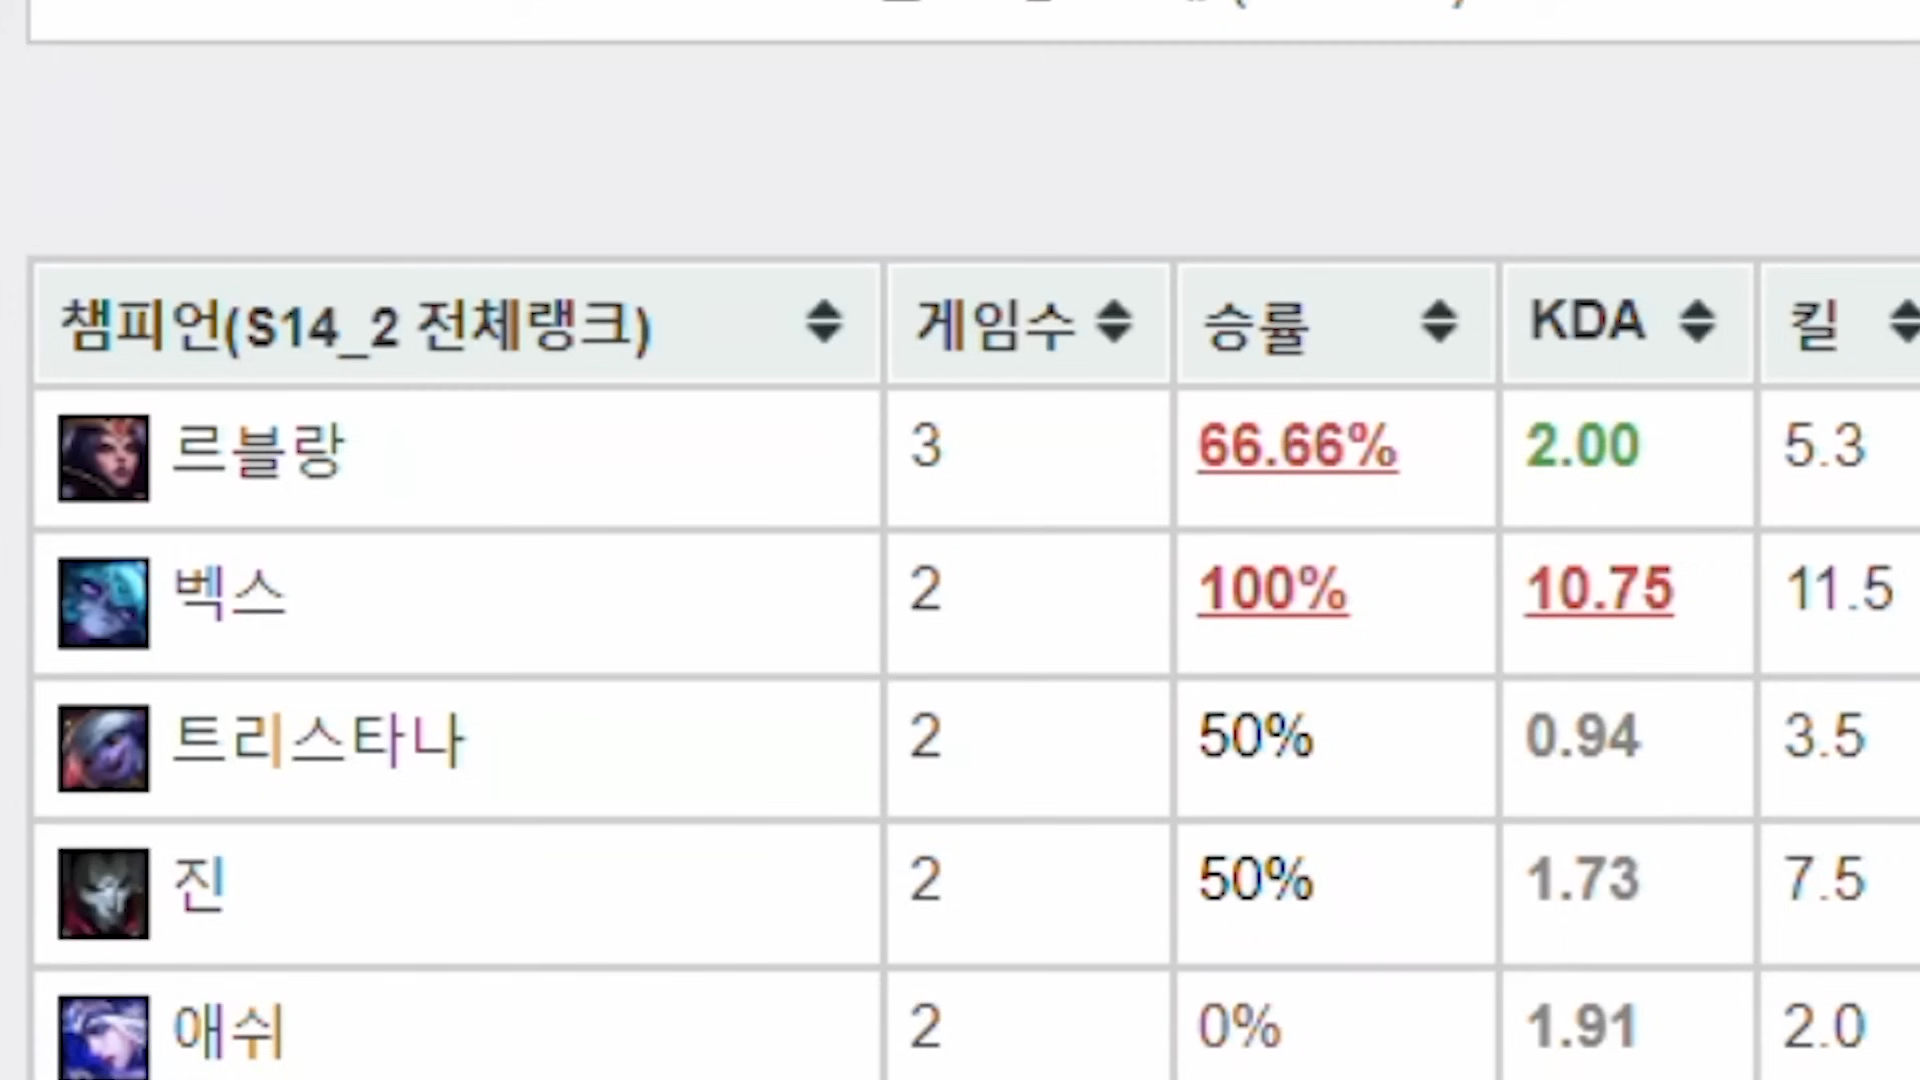 챔피언(S14_2 전체랭크) 게임수 승률 KDA 킬
르블랑 3 66.66% 2.00 5.3
벡스 2 100% 10.75 11.5
트리스타나 2 50% 0.94 3.5
진 2 50% 1.73 7.5
애쉬 2 0% 1.91 2.0